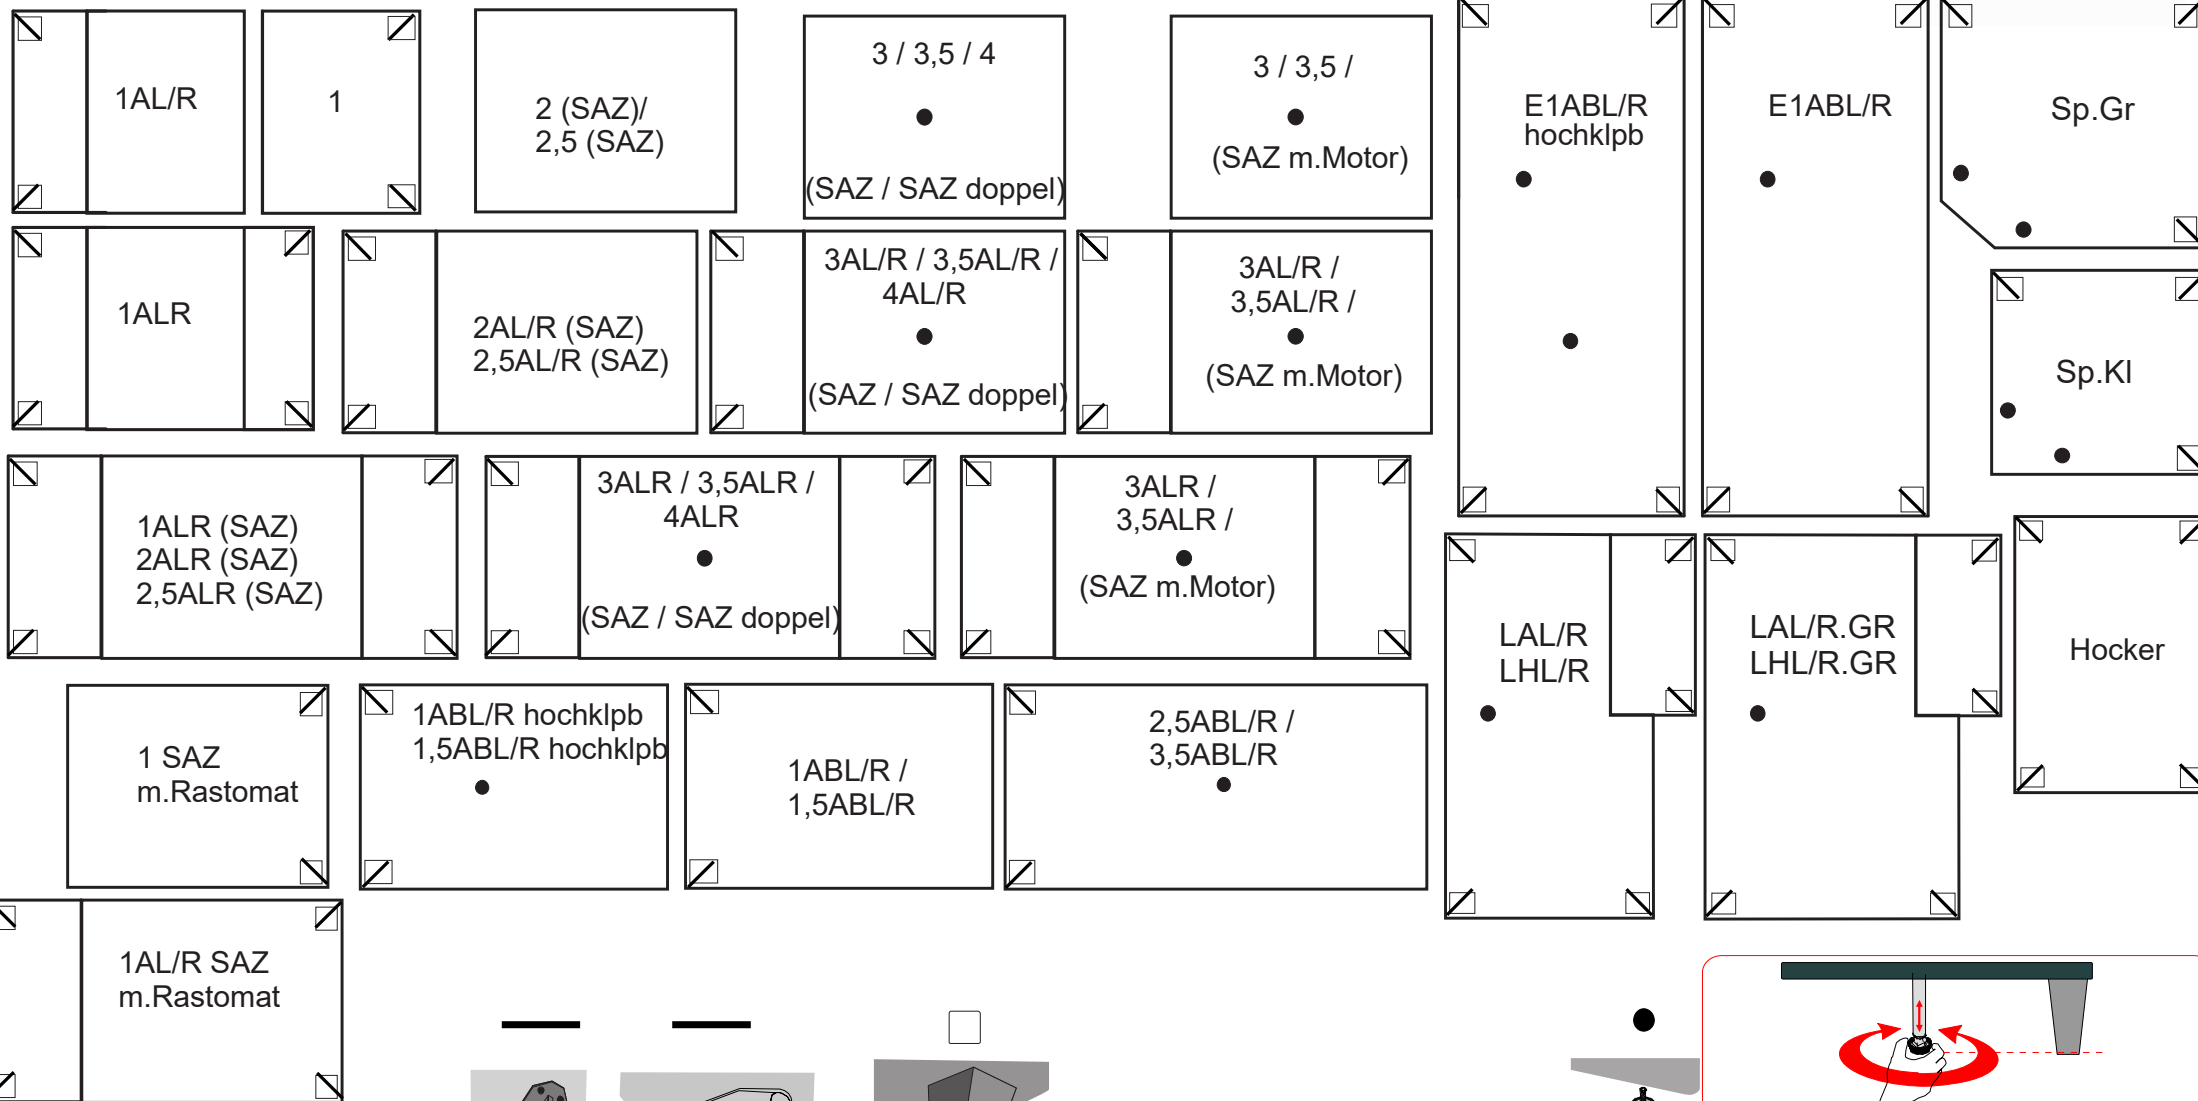 1AL/R
1
2 (SAZ)/
2,5 (SAZ)
3 / 3,5 / 4
(SAZ / SAZ doppel)
3 / 3,5 /
(SAZ m.Motor)
E1ABL/R
hochklpb
E1ABL/R
Sp.Gr
1ALR
2AL/R (SAZ)
2,5AL/R (SAZ)
3AL/R / 3,5AL/R /
4AL/R
(SAZ / SAZ doppel)
3AL/R /
3,5AL/R /
(SAZ m.Motor)
Sp.Kl
1ALR (SAZ)
2ALR (SAZ)
2,5ALR (SAZ)
3ALR / 3,5ALR /
4ALR
(SAZ / SAZ doppel)
3ALR /
3,5ALR /
(SAZ m.Motor)
LAL/R
LHL/R
LAL/R.GR
LHL/R.GR
Hocker
1 SAZ
m.Rastomat
1ABL/R hochklpb
1,5ABL/R hochklpb
1ABL/R /
1,5ABL/R
2,5ABL/R /
3,5ABL/R
1AL/R SAZ
m.Rastomat